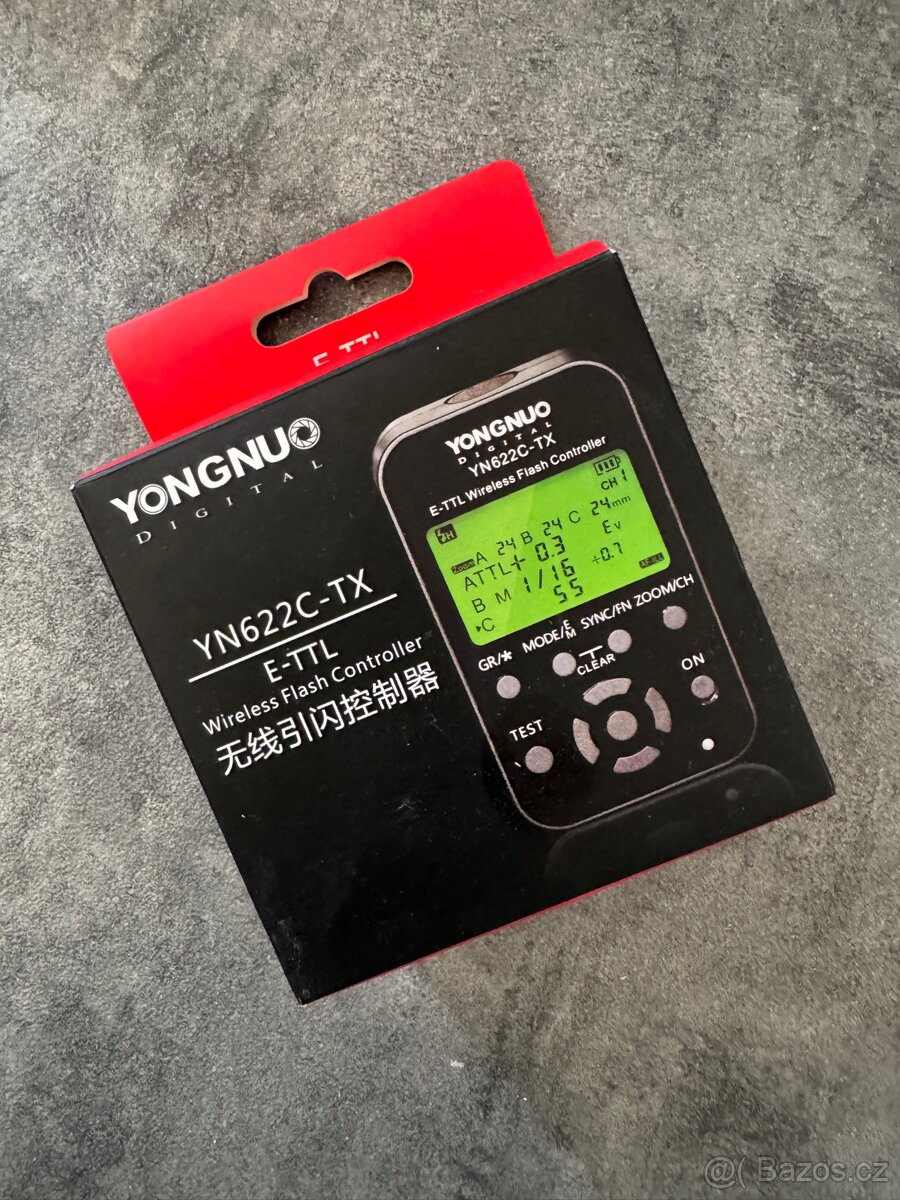 E-TTL
YONGNUO
DIGITAL
YN622C-TX
E-TTL
Wireless Flash Controller
无线引闪控制器
YONGNUO
DIGITAL
YN622C-TX
E-TTL Wireless Flash Controller
CH 1
Zoom A 24 B 24 C 24mm
ATTL+ 0.3 Ev
B M 1/16 +0.7
C 55
GR/* MODE/EM SYNC/FN ZOOM/CH
CLEAR
TEST
ON
@( Bazos.cz